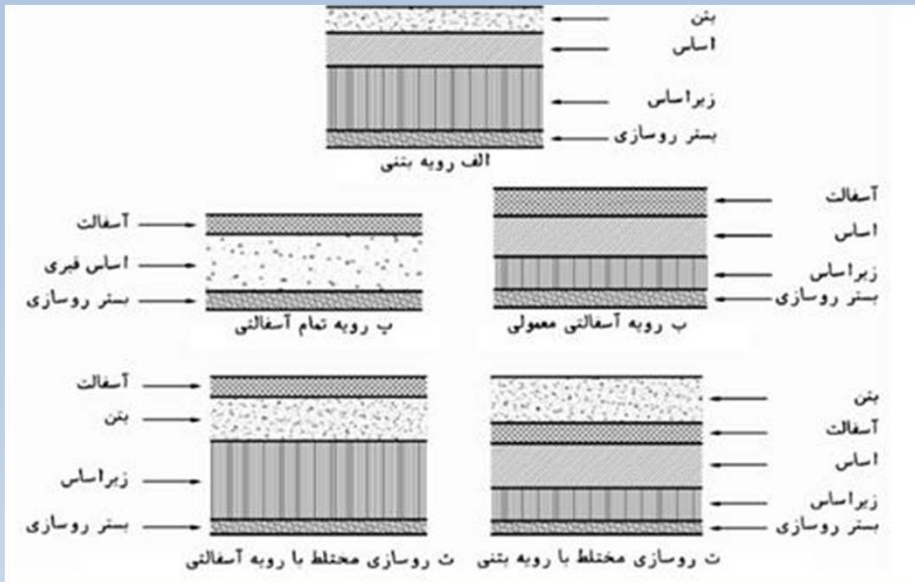 بتن
اساس
زیراساس
بستر روسازی
الف رویه بتنی
آسفالت
اساس
زیراساس
بستر روسازی
ب رویه آسفالتی معمولی
آسفالت
اساس قیری
بستر روسازی
پ رویه تمام آسفالتی
بتن
آسفالت
اساس
زیراساس
بستر روسازی
ت روسازی مختلط با رویه بتنی
آسفالت
بتن
زیراساس
بستر روسازی
ث روسازی مختلط با رویه آسفالتی